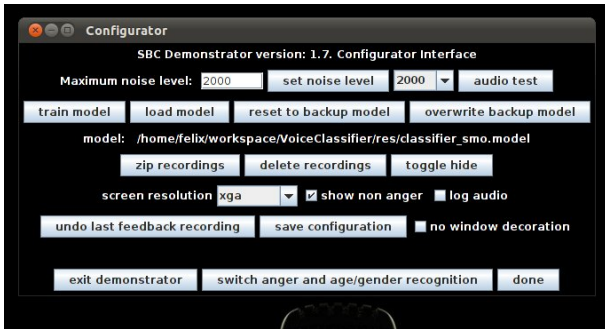 Configurator
SBC Demonstrator version: 1.7. Configurator Interface
Maximum noise level: 2000 set noise level 2000 audio test
train model load model reset to backup model overwrite backup model
model: /home/felix/workspace/VoiceClassifier/res/classifier_smo.model
zip recordings delete recordings toggle hide
screen resolution xga show non anger log audio
undo last feedback recording save configuration no window decoration
exit demonstrator switch anger and age/gender recognition done